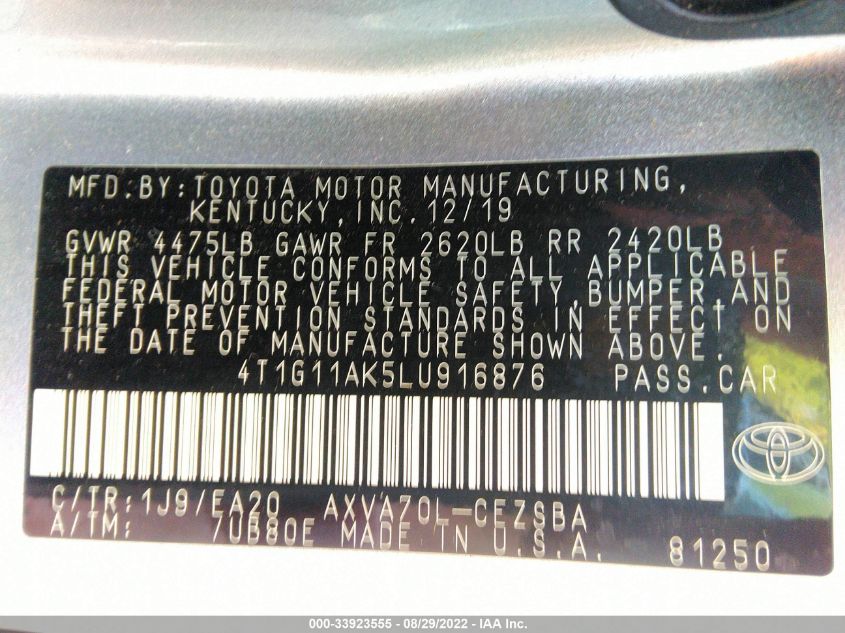 MFD.BY:TOYOTA MOTOR MANUFACTURING,
KENTUCKY,INC.12/19
GVWR 4475LB GAWR FR 2620LB RR 2420LB
THIS VEHICLE CONFORMS TO ALL APPLICABLE
FEDERAL MOTOR VEHICLE SAFETY,BUMPER,AND
THEFT PREVENTION STANDARDS IN EFFECT ON
THE DATE OF MANUFACTURE SHOWN ABOVE.
4T1G11AK5LU916876 PASS.CAR
C/TR:1J9/EA20 AXVA70L-CEZSBA
A/TM: 7UB80E MADE IN U.S.A. 81250
000-33923555 - 08/29/2022 - IAA Inc.